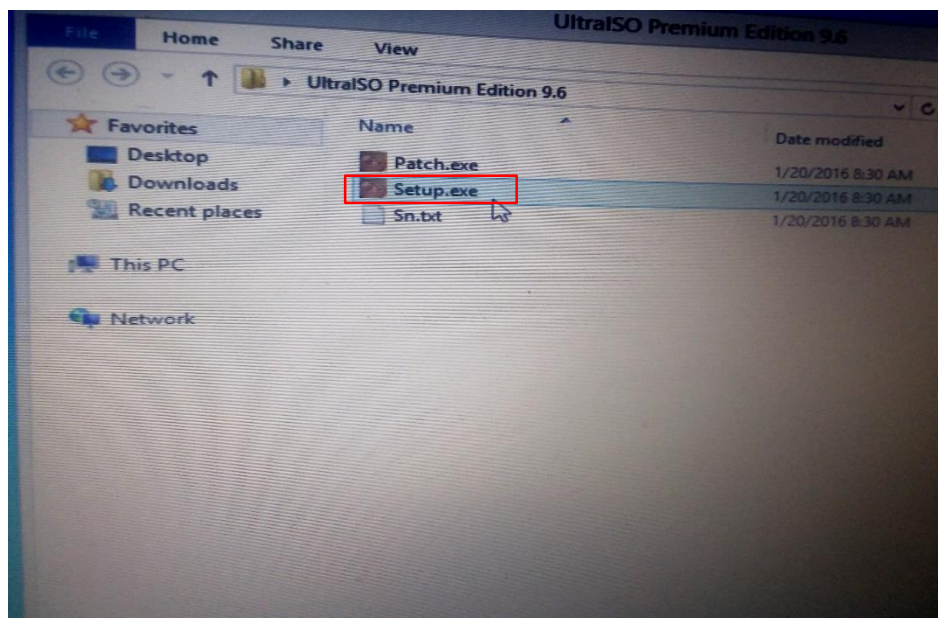 UltraISO Premium Edition 9.6
File Home Share View
UltraISO Premium Edition 9.6
Favorites
Desktop
Downloads
Recent places
This PC
Network
Name Date modified
Patch.exe 1/20/2016 8:30 AM
Setup.exe 1/20/2016 8:30 AM
Sn.txt 1/20/2016 8:30 AM